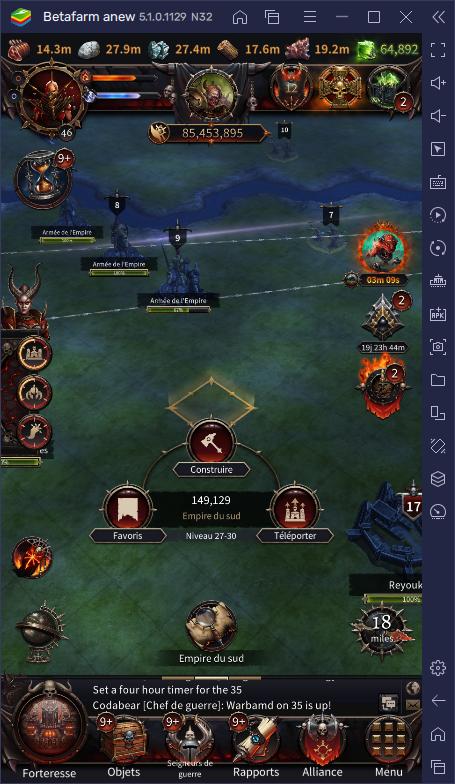 Betafarm anew 5.1.0.1129 N32
14.3m 27.9m 27.4m 17.6m 19.2m 64,892
12
2
46
85,453,895
10
9+
8
7
9
Armée de l'Empire
100%
Armée de l'Empire
100%
Armée de l'Empire
87%
03m 09s
2
19j 23h 44m
2
es
Construire
149,129
Empire du sud
Favoris
Niveau 27-30
Téléporter
17
Reyouk
100%
18
miles
Empire du sud
Set a four hour timer for the 35
Codabear [Chef de guerre]: Warbamd on 35 is up!
9+
9+
9+
Forteresse
Objets
Seigneurs de
guerre
Rapports
Alliance
Menu